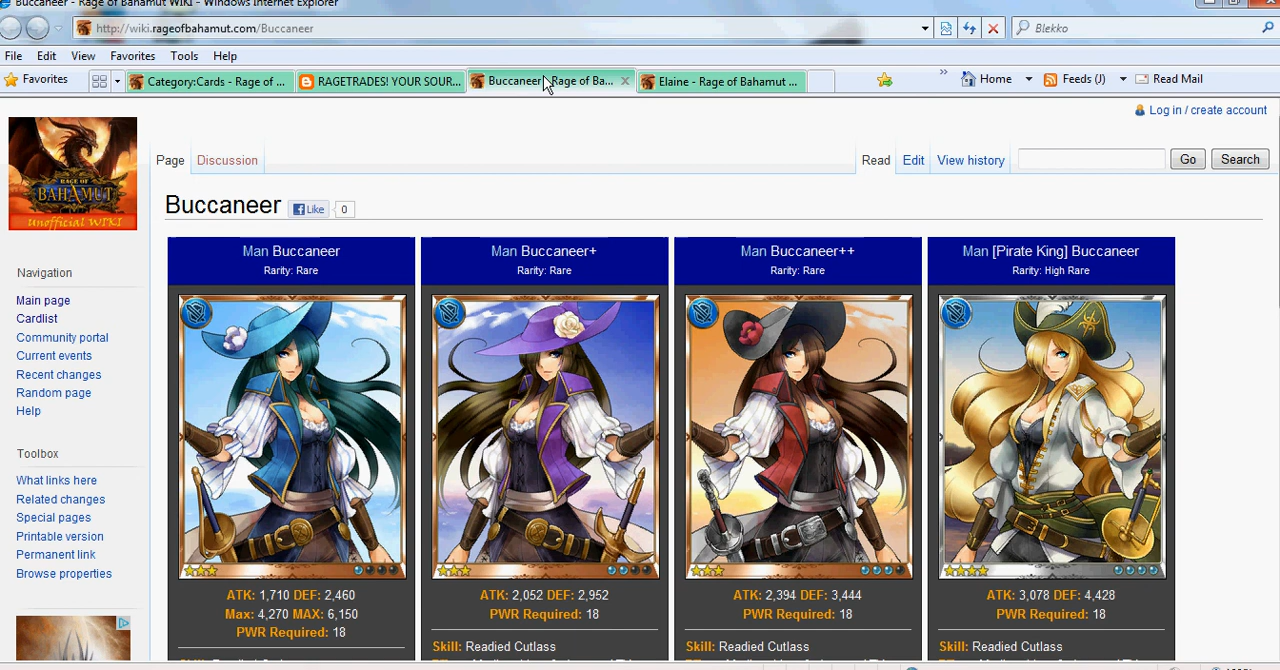 Buccaneer - Rage of Bahamut WIKI - Windows Internet Explorer
http://wiki.rageofbahamut.com/Buccaneer
Blekko
File Edit View Favorites Tools Help
Favorites
Category:Cards - Rage of ...
RAGETRADES! YOUR SOUR...
Buccaneer - Rage of Ba...
Elaine - Rage of Bahamut ...
» Home Feeds (J) Read Mail
Log in / create account
RAGE OF
BAHAMUT
Unofficial WIKI
Page Discussion Read Edit View history Go Search
Buccaneer Like 0
Navigation
Main page
Cardlist
Community portal
Current events
Recent changes
Random page
Help
Toolbox
What links here
Related changes
Special pages
Printable version
Permanent link
Browse properties
Man Buccaneer
Rarity: Rare
ATK: 1,710 DEF: 2,460
Max: 4,270 MAX: 6,150
PWR Required: 18
Man Buccaneer+
Rarity: Rare
ATK: 2,052 DEF: 2,952
PWR Required: 18
Skill: Readied Cutlass
Man Buccaneer++
Rarity: Rare
ATK: 2,394 DEF: 3,444
PWR Required: 18
Skill: Readied Cutlass
Man [Pirate King] Buccaneer
Rarity: High Rare
ATK: 3,078 DEF: 4,428
PWR Required: 18
Skill: Readied Cutlass